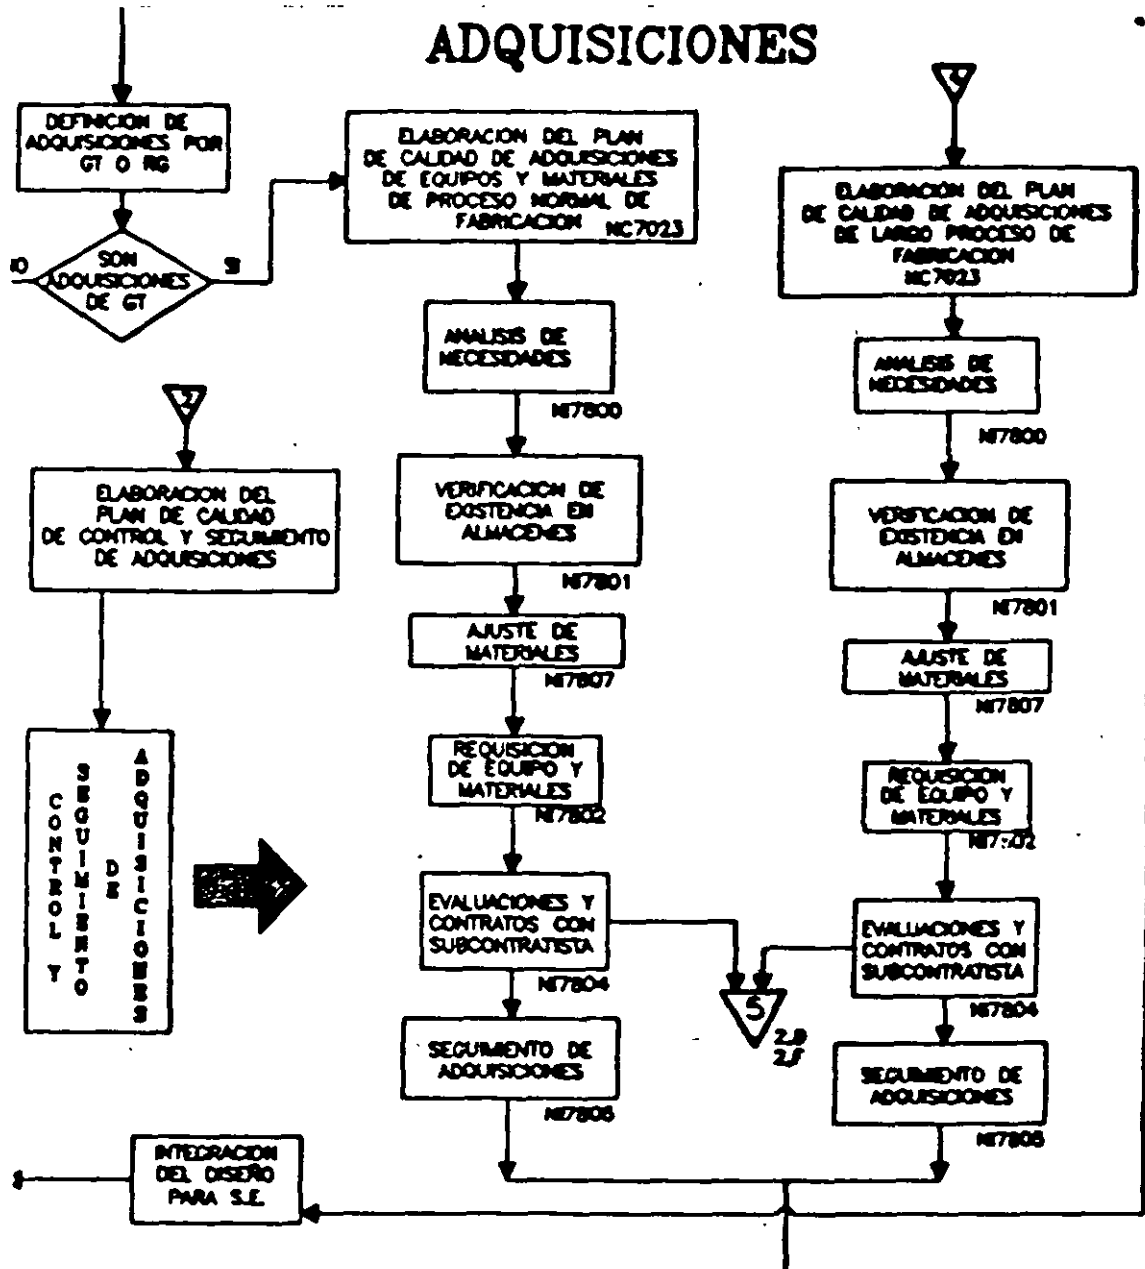 ADQUISICIONES
DEFINICION DE
ADQUISICIONES POR
GT O RG
SON
ADQUISICIONES
DE GT
SI
ELABORACION DEL PLAN
DE CALIDAD DE ADQUISICIONES
DE EQUIPOS Y MATERIALES
DE PROCESO NORMAL DE
FABRICACION
NC7023
ANALISIS DE
NECESIDADES
NI7800
VERIFICACION DE
EXISTENCIA EN
ALMACENES
NI7801
AJUSTE DE
MATERIALES
NI7807
REQUISICION
DE EQUIPO Y
MATERIALES
NI7802
EVALUACIONES Y
CONTRATOS CON
SUBCONTRATISTA
NI7804
SEGUIMIENTO DE
ADQUISICIONES
ELABORACION DEL PLAN
DE CALIDAD DE ADQUISICIONES
DE LARGO PROCESO DE
FABRICACION
NC7023
ANALISIS DE
NECESIDADES
NI7800
VERIFICACION DE
EXISTENCIA EN
ALMACENES
NI7801
AJUSTE DE
MATERIALES
NI7807
REQUISICION
DE EQUIPO Y
MATERIALES
EVALUACIONES Y
CONTRATOS CON
SUBCONTRATISTA
NI7804
SEGUIMIENTO DE
ADQUISICIONES
5
2
ELABORACION DEL
PLAN DE CALIDAD
DE CONTROL Y SEGUIMIENTO
DE ADQUISICIONES
CONTROL Y
SEGUIMIENTO
DE
ADQUISICIONES
INTEGRACION
DEL DISEÑO
PARA S.E.